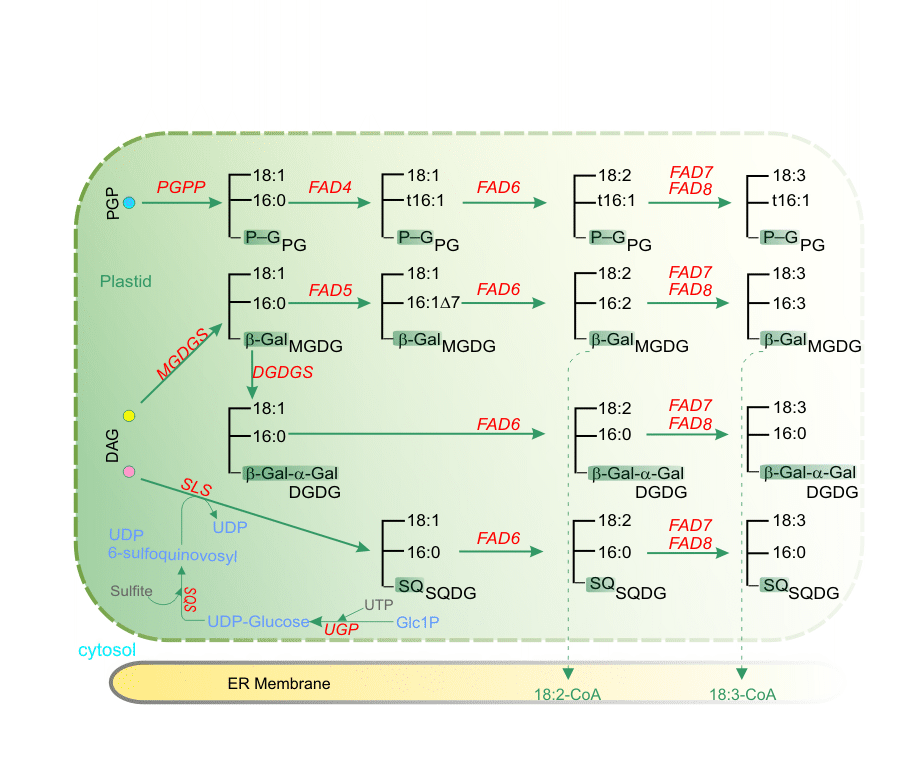 PGP
PGPP
18:1
16:0
P–G
PG
FAD4
18:1
t16:1
P–G
PG
FAD6
18:2
t16:1
P–G
PG
FAD7
FAD8
18:3
t16:1
P–G
PG
Plastid
MGDGS
18:1
16:0
β-Gal
MGDG
FAD5
18:1
16:1Δ7
β-Gal
MGDG
FAD6
18:2
16:2
β-Gal
MGDG
FAD7
FAD8
18:3
16:3
β-Gal
MGDG
DGDGS
DAG
18:1
16:0
β-Gal-α-Gal
DGDG
FAD6
18:2
16:0
β-Gal-α-Gal
DGDG
FAD7
FAD8
18:3
16:0
β-Gal-α-Gal
DGDG
SLS
UDP
UDP
6-sulfoquinovosyl
18:1
16:0
SQ
SQDG
FAD6
18:2
16:0
SQ
SQDG
FAD7
FAD8
18:3
16:0
SQ
SQDG
Sulfite
SQS
UDP-Glucose
UGP
UTP
Glc1P
cytosol
ER Membrane
18:2-CoA
18:3-CoA